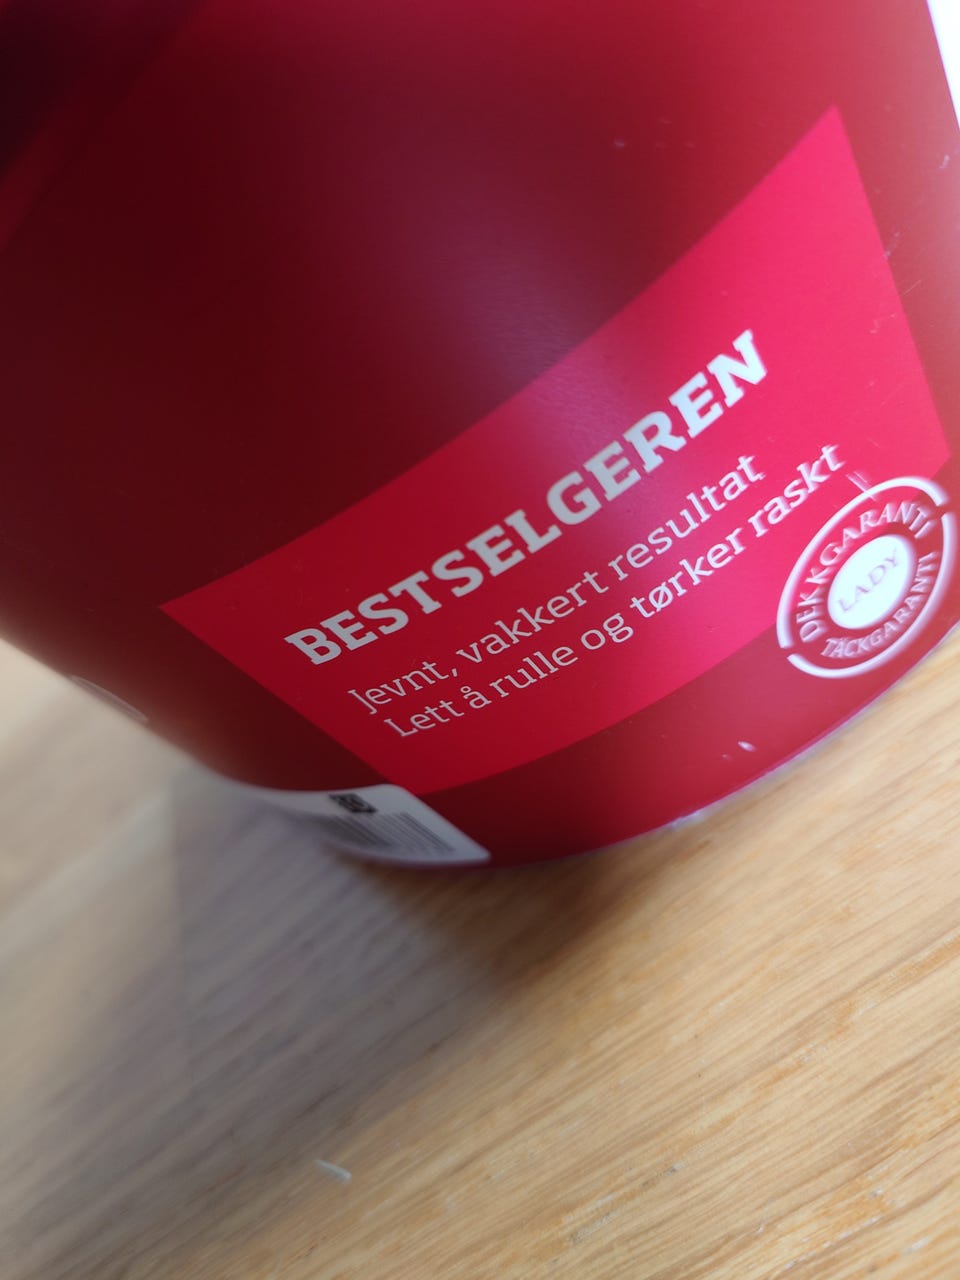 BESTSELGEREN
Jevnt, vakkert resultat
Lett å rulle og tørker raskt
DEKKGARANTI
LADY
TÄCKGARANTI